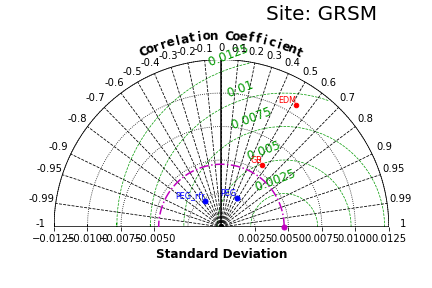 Site: GRSM
Correlation Coefficient
-0.99 -0.95 -0.9 -0.8 -0.7 -0.6 -0.5 -0.4 -0.3 -0.2 -0.1 0 0.1 0.2 0.3 0.4 0.5 0.6 0.7 0.8 0.9 0.95 0.99
0.0125
0.01
0.0075
0.005
0.0025
EDM
GB
PEG
-1 1
−0.0125 −0.0100 −0.0075 −0.0050 0.0025 0.0050 0.0075 0.0100 0.0125
Standard Deviation